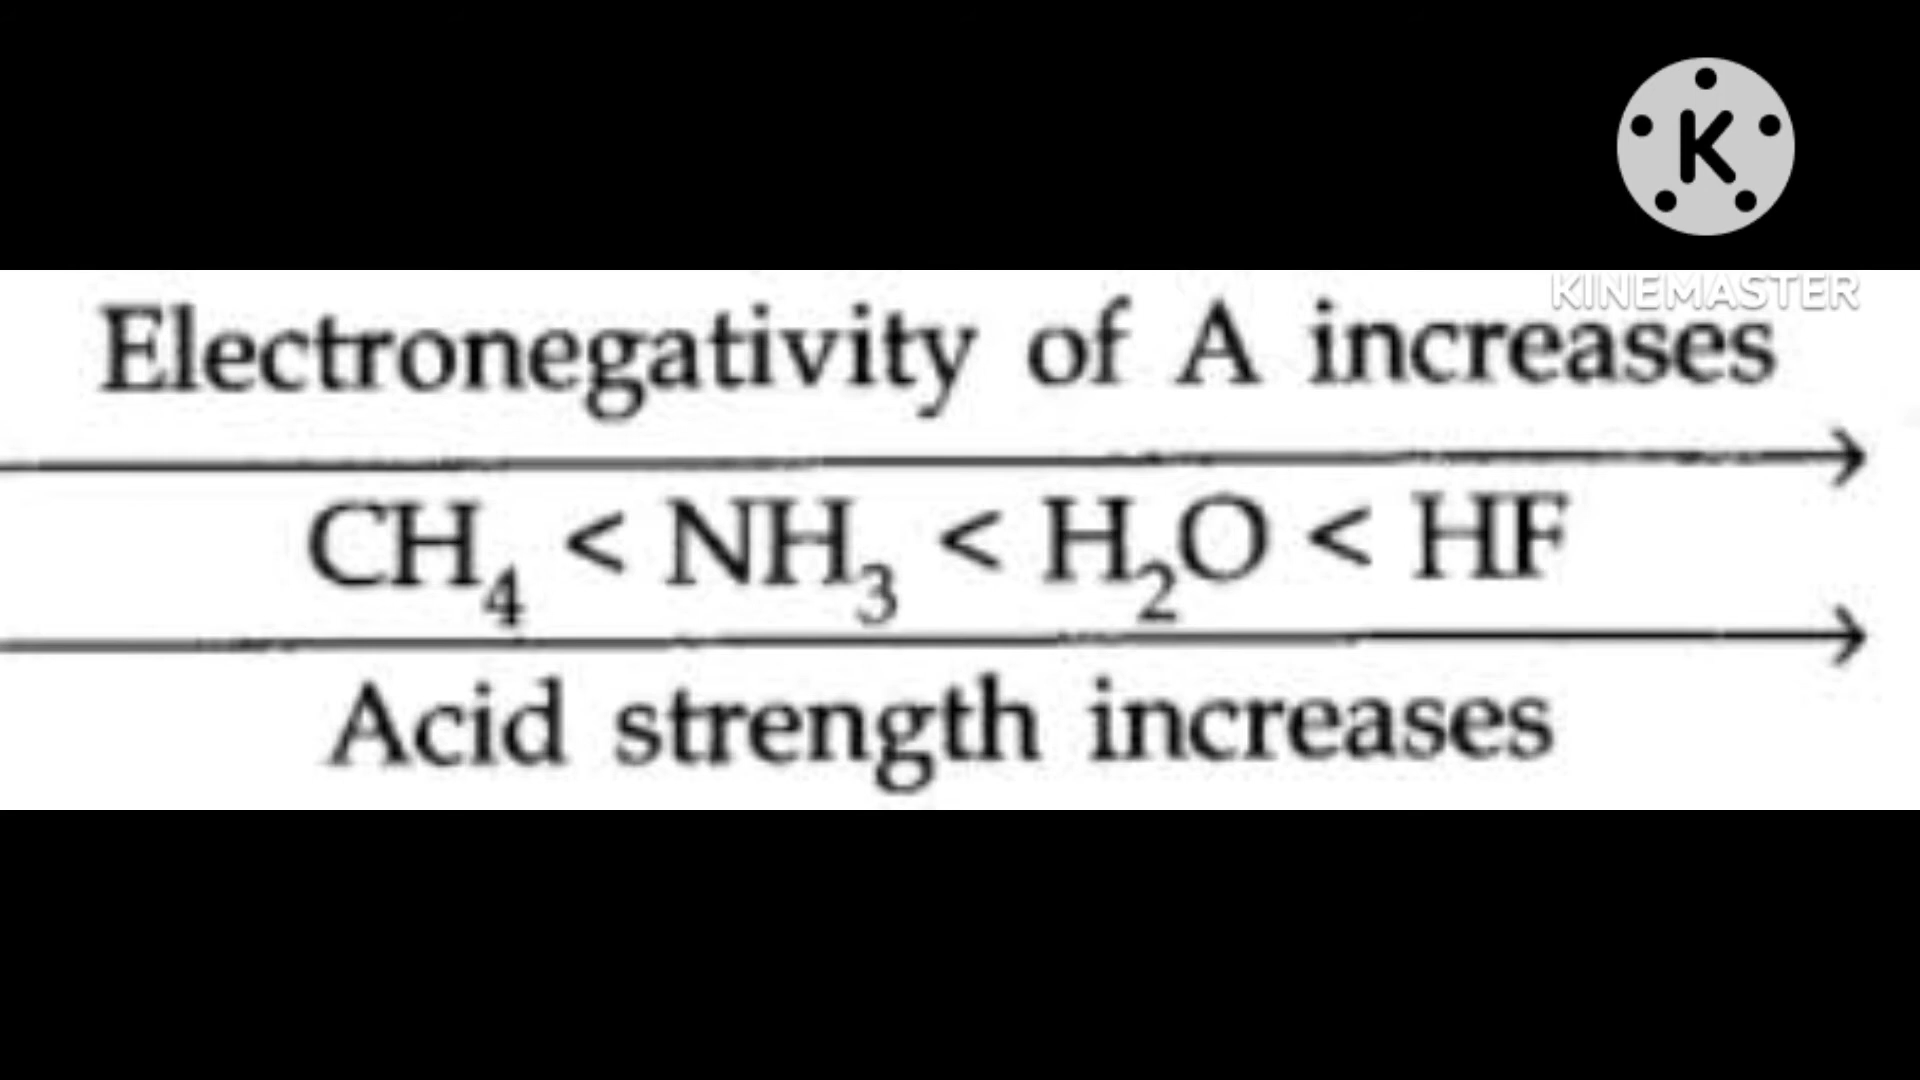 K
KINEMASTER
Electronegativity of A increases
CH₄ < NH₃ < H₂O < HF
Acid strength increases